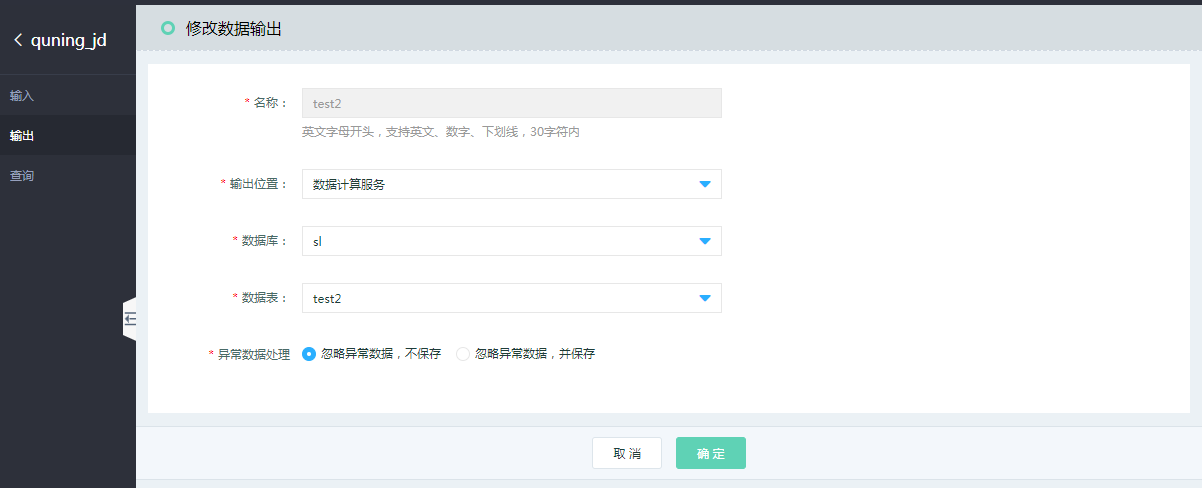 quning_jd
输入
输出
查询
修改数据输出
* 名称：
test2
英文字母开头，支持英文、数字、下划线，30字符内
* 输出位置：
数据计算服务
* 数据库：
sl
* 数据表：
test2
* 异常数据处理
忽略异常数据，不保存
忽略异常数据，并保存
取 消
确 定